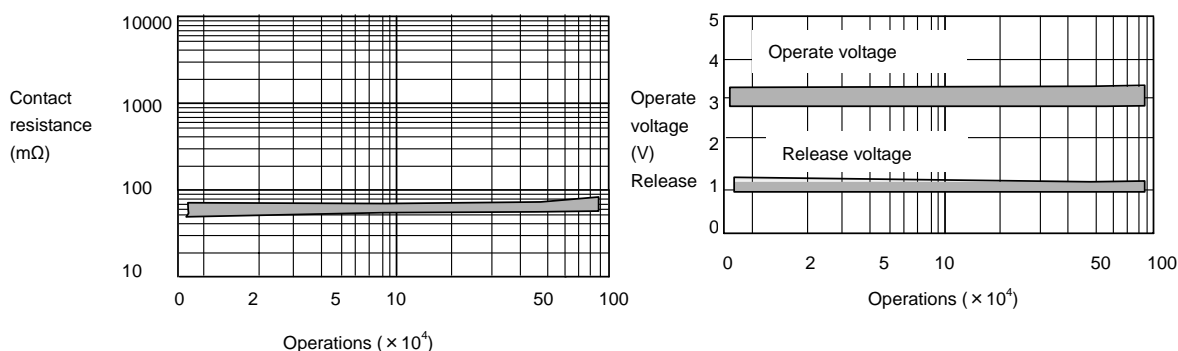 10000
1000
100
10
Contact
resistance
(mΩ)
0 2 5 10 50 100
Operations (×10⁴)
5
4
3
2
1
0
Operate
voltage
(V)
Release
Operate voltage
Release voltage
0 2 5 10 50 100
Operations (×10⁴)